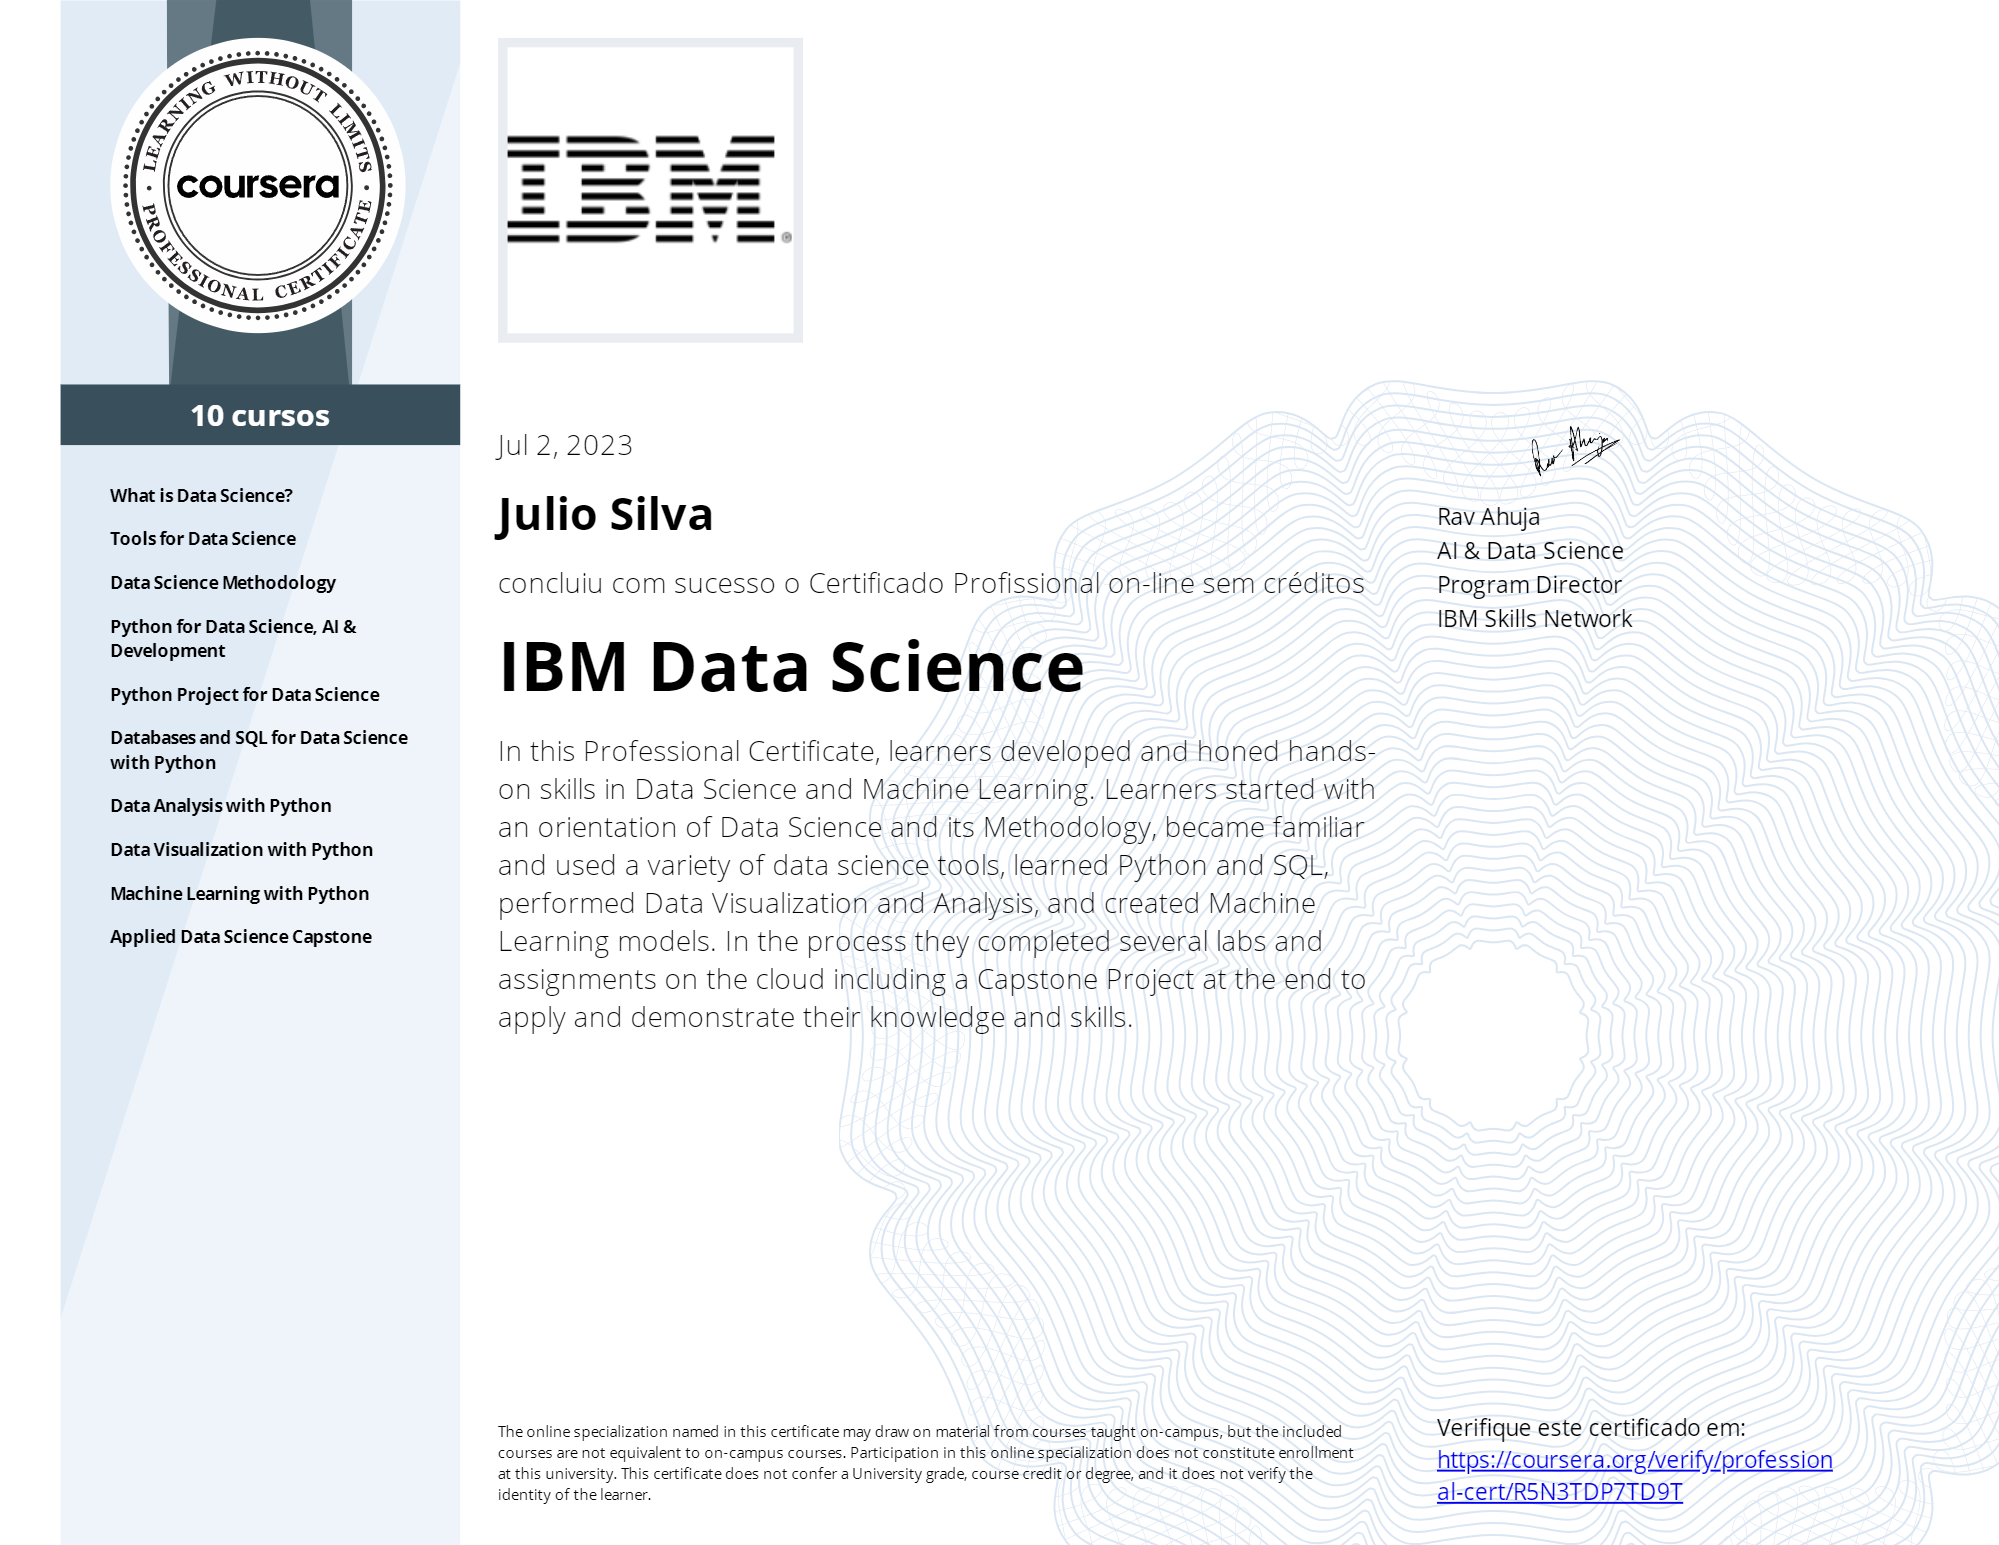 LEARNING WITHOUT LIMITS
coursera
PROFESSIONAL CERTIFICATE
IBM
10 cursos
What is Data Science?
Tools for Data Science
Data Science Methodology
Python for Data Science, AI &
Development
Python Project for Data Science
Databases and SQL for Data Science
with Python
Data Analysis with Python
Data Visualization with Python
Machine Learning with Python
Applied Data Science Capstone
Jul 2, 2023
Julio Silva
concluiu com sucesso o Certificado Profissional on-line sem créditos
IBM Data Science
In this Professional Certificate, learners developed and honed hands-
on skills in Data Science and Machine Learning. Learners started with
an orientation of Data Science and its Methodology, became familiar
and used a variety of data science tools, learned Python and SQL,
performed Data Visualization and Analysis, and created Machine
Learning models. In the process they completed several labs and
assignments on the cloud including a Capstone Project at the end to
apply and demonstrate their knowledge and skills.
Rav Ahuja
Rav Ahuja
AI & Data Science
Program Director
IBM Skills Network
The online specialization named in this certificate may draw on material from courses taught on-campus, but the included
courses are not equivalent to on-campus courses. Participation in this online specialization does not constitute enrollment
at this university. This certificate does not confer a University grade, course credit or degree, and it does not verify the
identity of the learner.
Verifique este certificado em:
https://coursera.org/verify/profession
al-cert/R5N3TDP7TD9T